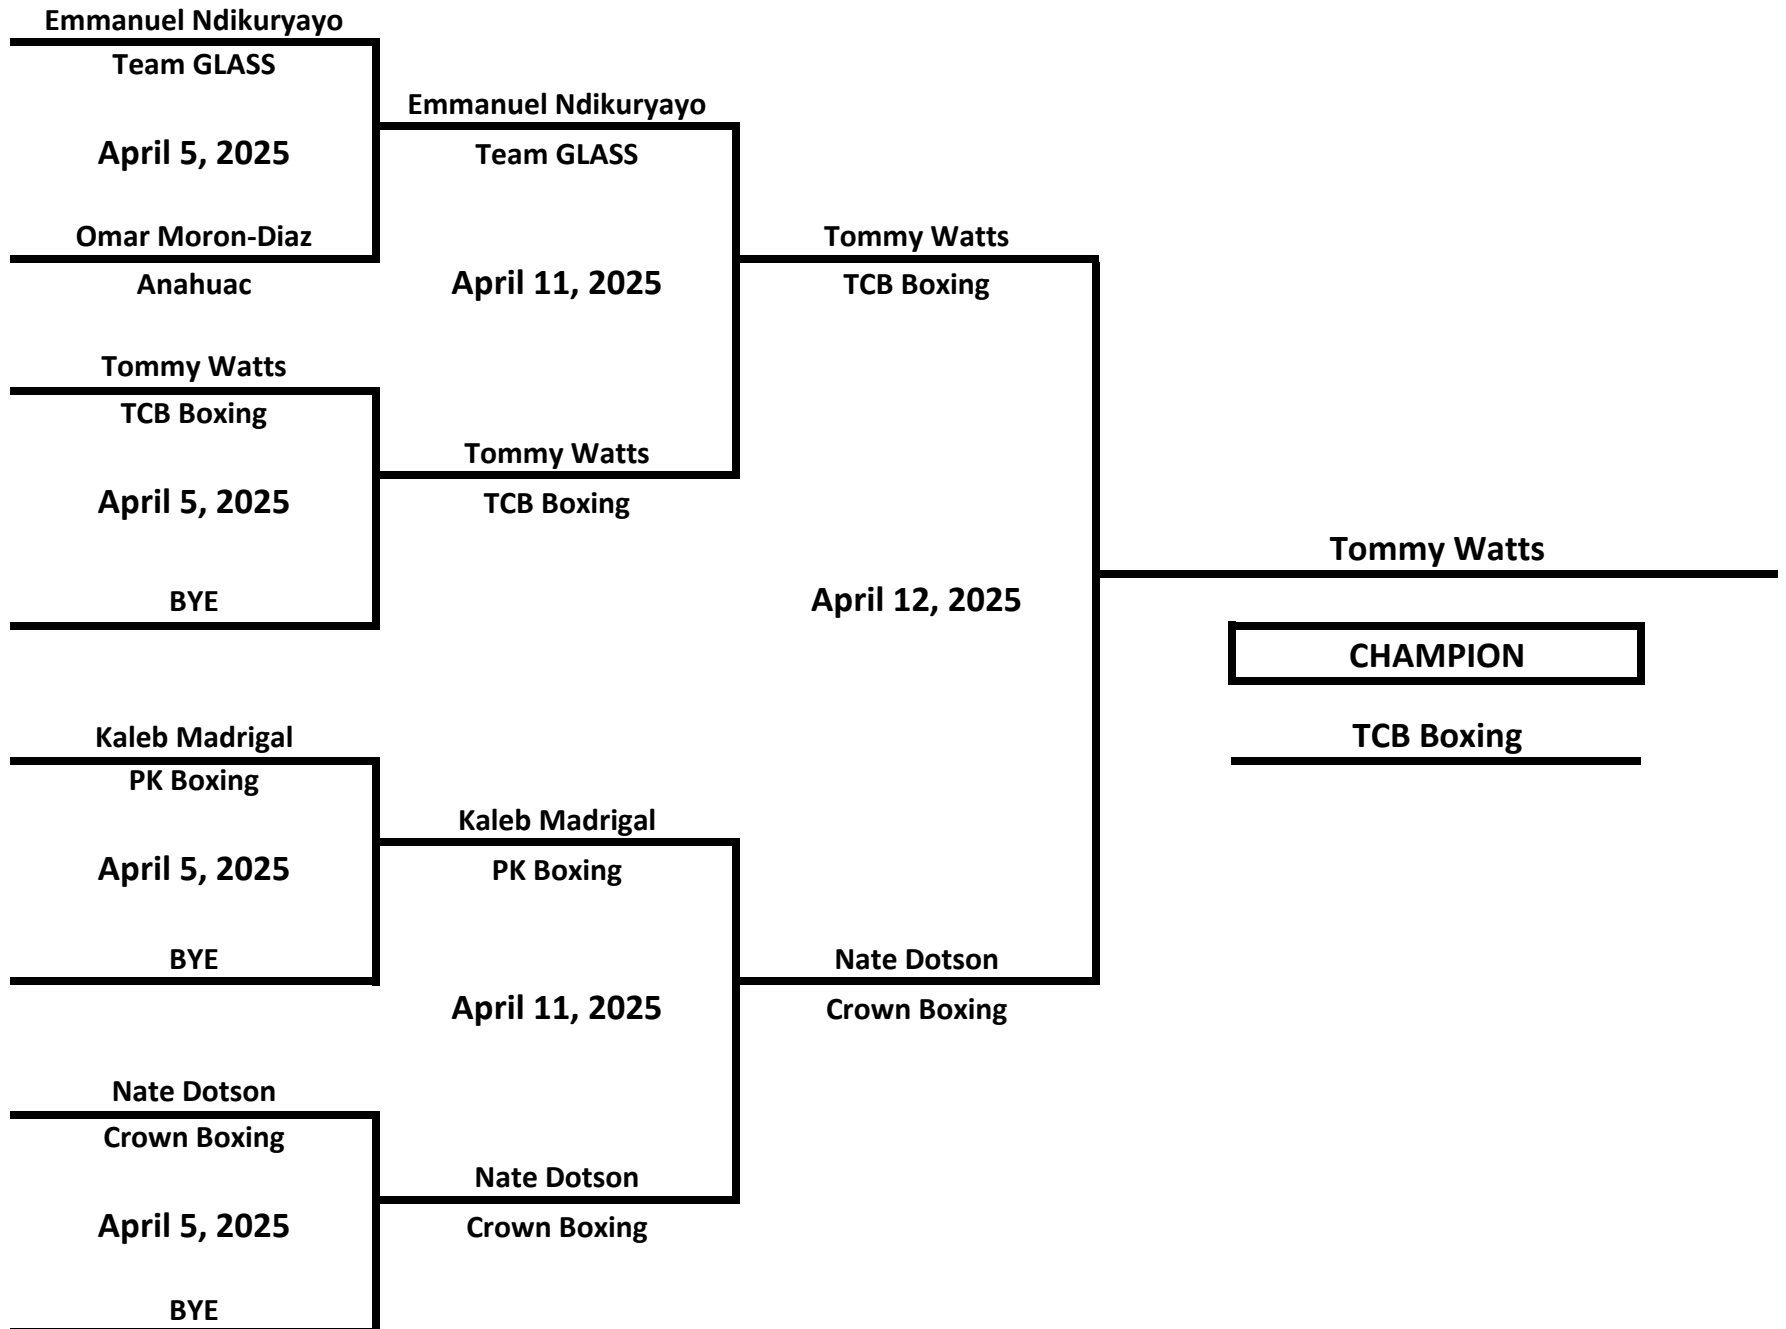 Emmanuel Ndikuryayo
Team GLASS
April 5, 2025
Omar Moron-Diaz
Anahuac
Tommy Watts
TCB Boxing
April 5, 2025
BYE
Kaleb Madrigal
PK Boxing
April 5, 2025
BYE
Nate Dotson
Crown Boxing
April 5, 2025
BYE
Emmanuel Ndikuryayo
Team GLASS
April 11, 2025
Tommy Watts
TCB Boxing
Kaleb Madrigal
PK Boxing
April 11, 2025
Nate Dotson
Crown Boxing
Tommy Watts
TCB Boxing
April 12, 2025
Nate Dotson
Crown Boxing
Tommy Watts
CHAMPION
TCB Boxing